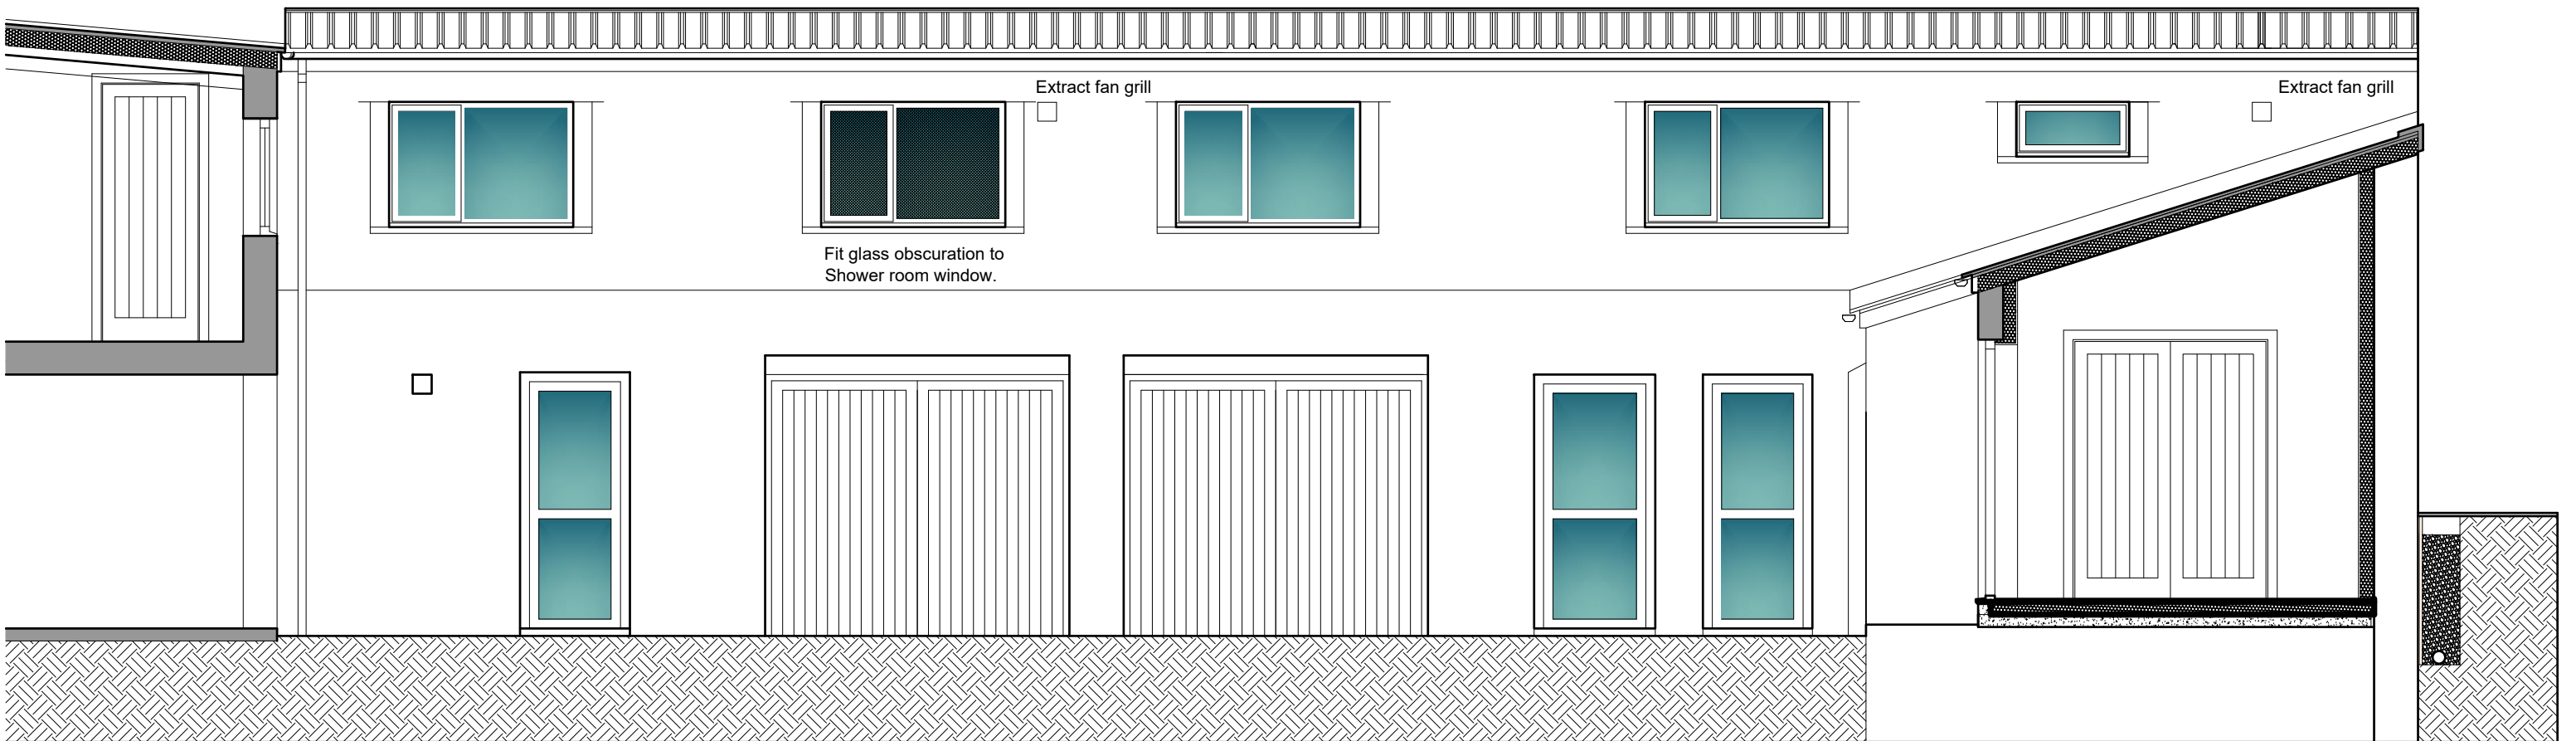 Extract fan grill
Extract fan grill
Fit glass obscuration to
Shower room window.